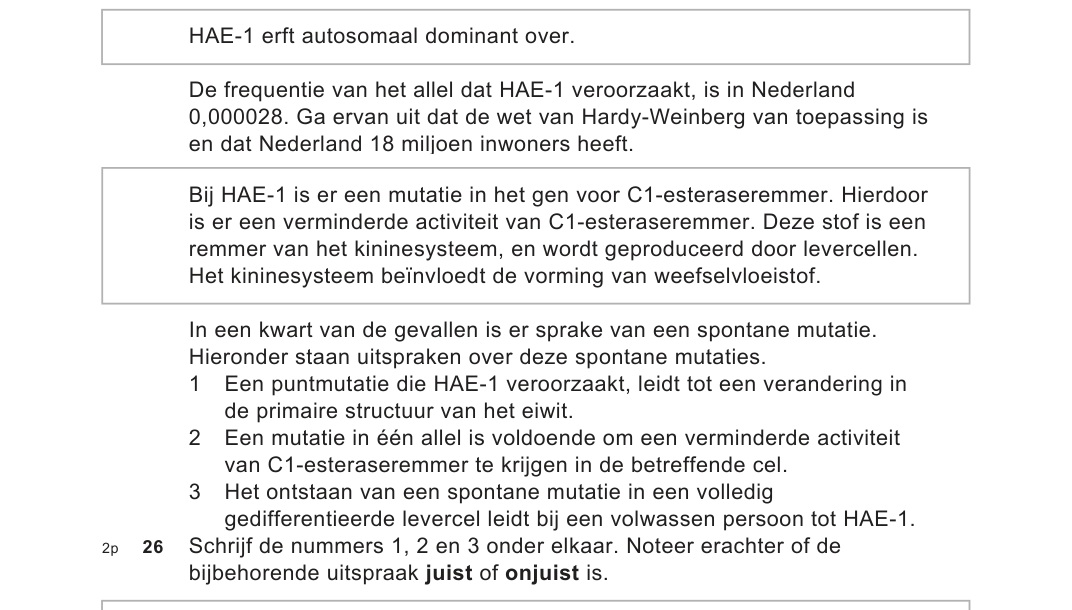 HAE-1 erft autosomaal dominant over.
De frequentie van het allel dat HAE-1 veroorzaakt, is in Nederland
0,000028. Ga ervan uit dat de wet van Hardy-Weinberg van toepassing is
en dat Nederland 18 miljoen inwoners heeft.
Bij HAE-1 is er een mutatie in het gen voor C1-esteraseremmer. Hierdoor
is er een verminderde activiteit van C1-esteraseremmer. Deze stof is een
remmer van het kininesysteem, en wordt geproduceerd door levercellen.
Het kininesysteem beïnvloedt de vorming van weefselvloeistof.
In een kwart van de gevallen is er sprake van een spontane mutatie.
Hieronder staan uitspraken over deze spontane mutaties.
1 Een puntmutatie die HAE-1 veroorzaakt, leidt tot een verandering in
de primaire structuur van het eiwit.
2 Een mutatie in één allel is voldoende om een verminderde activiteit
van C1-esteraseremmer te krijgen in de betreffende cel.
3 Het ontstaan van een spontane mutatie in een volledig
gedifferentieerde levercel leidt bij een volwassen persoon tot HAE-1.
2p 26 Schrijf de nummers 1, 2 en 3 onder elkaar. Noteer erachter of de
bijbehorende uitspraak juist of onjuist is.